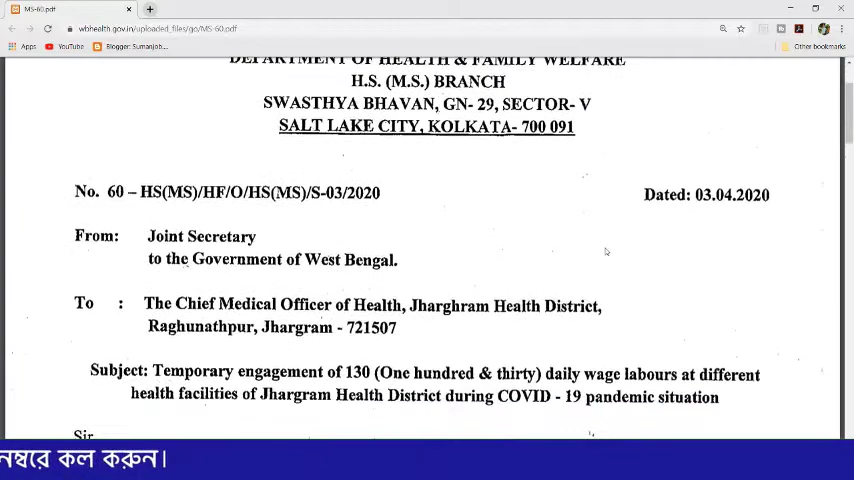 MS-60.pdf
wbhealth.gov.in/uploaded_files/go/MS-60.pdf
Apps YouTube Blogger: Sumanjob.... Other bookmarks
DEPARTMENT OF HEALTH & FAMILY WELFARE
H.S. (M.S.) BRANCH
SWASTHYA BHAVAN, GN- 29, SECTOR- V
SALT LAKE CITY, KOLKATA- 700 091
No. 60 – HS(MS)/HF/O/HS(MS)/S-03/2020 Dated: 03.04.2020
From: Joint Secretary
to the Government of West Bengal.
To : The Chief Medical Officer of Health, Jharghram Health District,
Raghunathpur, Jhargram - 721507
Subject: Temporary engagement of 130 (One hundred & thirty) daily wage labours at different
health facilities of Jhargram Health District during COVID - 19 pandemic situation
Sir
নম্বরে কল করুন।